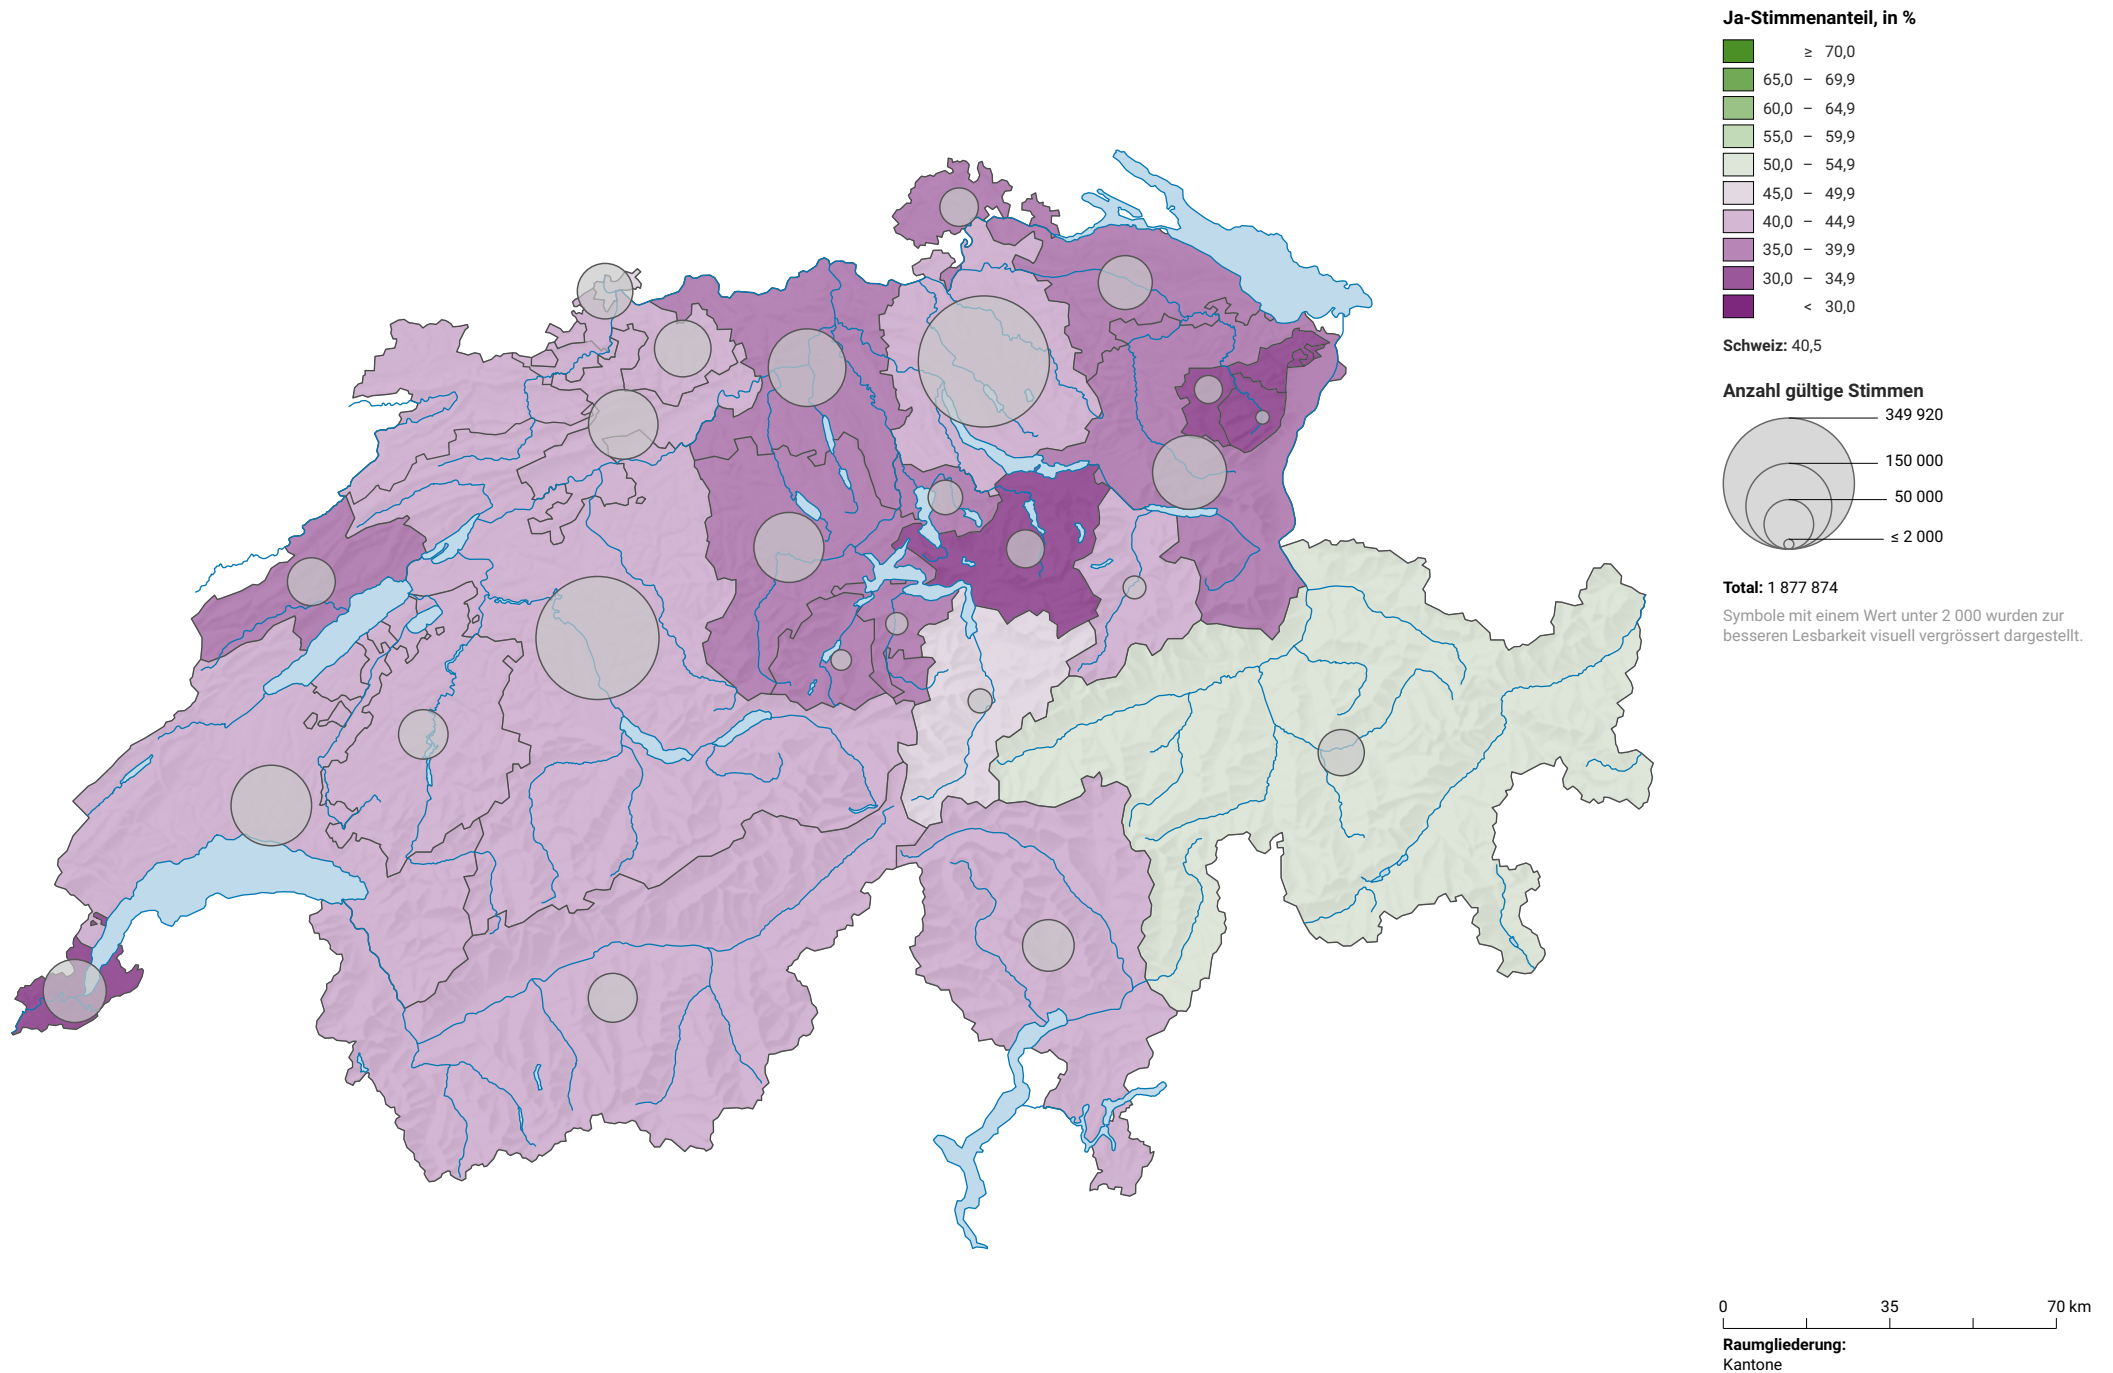 Ja-Stimmenanteil, in %
≥ 70,0
65,0 – 69,9
60,0 – 64,9
55,0 – 59,9
50,0 – 54,9
45,0 – 49,9
40,0 – 44,9
35,0 – 39,9
30,0 – 34,9
< 30,0
Schweiz: 40,5
Anzahl gültige Stimmen
349 920
150 000
50 000
≤ 2 000
Total: 1 877 874
Symbole mit einem Wert unter 2 000 wurden zur
besseren Lesbarkeit visuell vergrössert dargestellt.
0 35 70 km
Raumgliederung:
Kantone